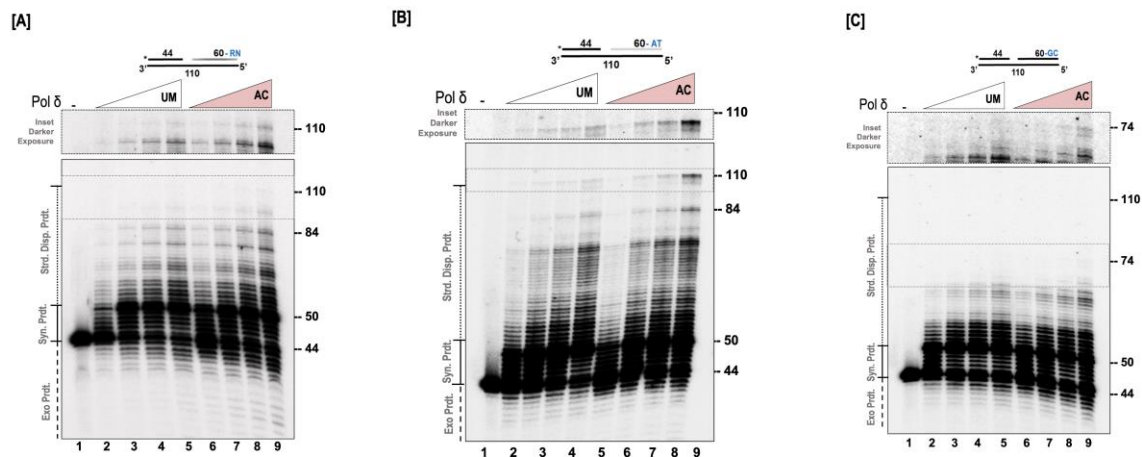 [A]
* 44 60-RN
3' 110 5'
Pol δ - UM AC
Inset
Darker
Exposure
110
110
84
50
44
Strd. Disp. Prdt.
Syn. Prdt.
Exo Prdt.
1 2 3 4 5 6 7 8 9
[B]
* 44 60- AT
3' 110 5'
Pol δ - UM AC
Inset
Darker
Exposure
110
110
84
50
44
Strd. Disp. Prdt.
Syn. Prdt.
Exo Prdt.
1 2 3 4 5 6 7 8 9
[C]
* 44 60-GC
3' 110 5'
Pol δ - UM AC
Inset
Darker
Exposure
74
110
74
50
44
Strd. Disp. Prdt.
Syn. Prdt.
Exo Prdt.
1 2 3 4 5 6 7 8 9